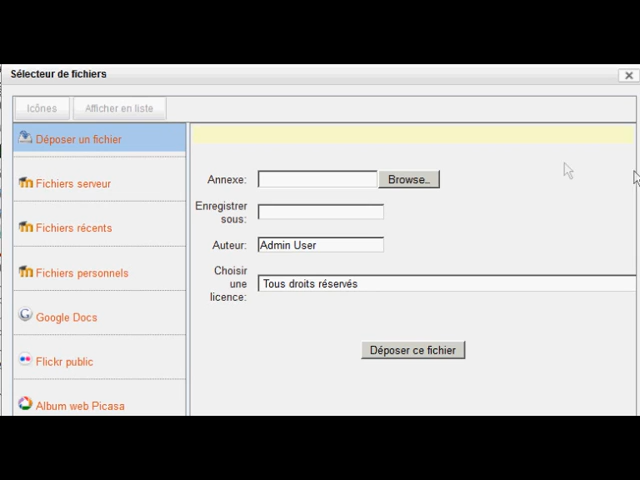 Sélecteur de fichiers
Icônes
Afficher en liste
Déposer un fichier
Fichiers serveur
Fichiers récents
Fichiers personnels
Google Docs
Flickr public
Album web Picasa
Annexe:
Browse..
Enregistrer
sous:
Auteur: Admin User
Choisir
une
licence:
Tous droits réservés
Déposer ce fichier